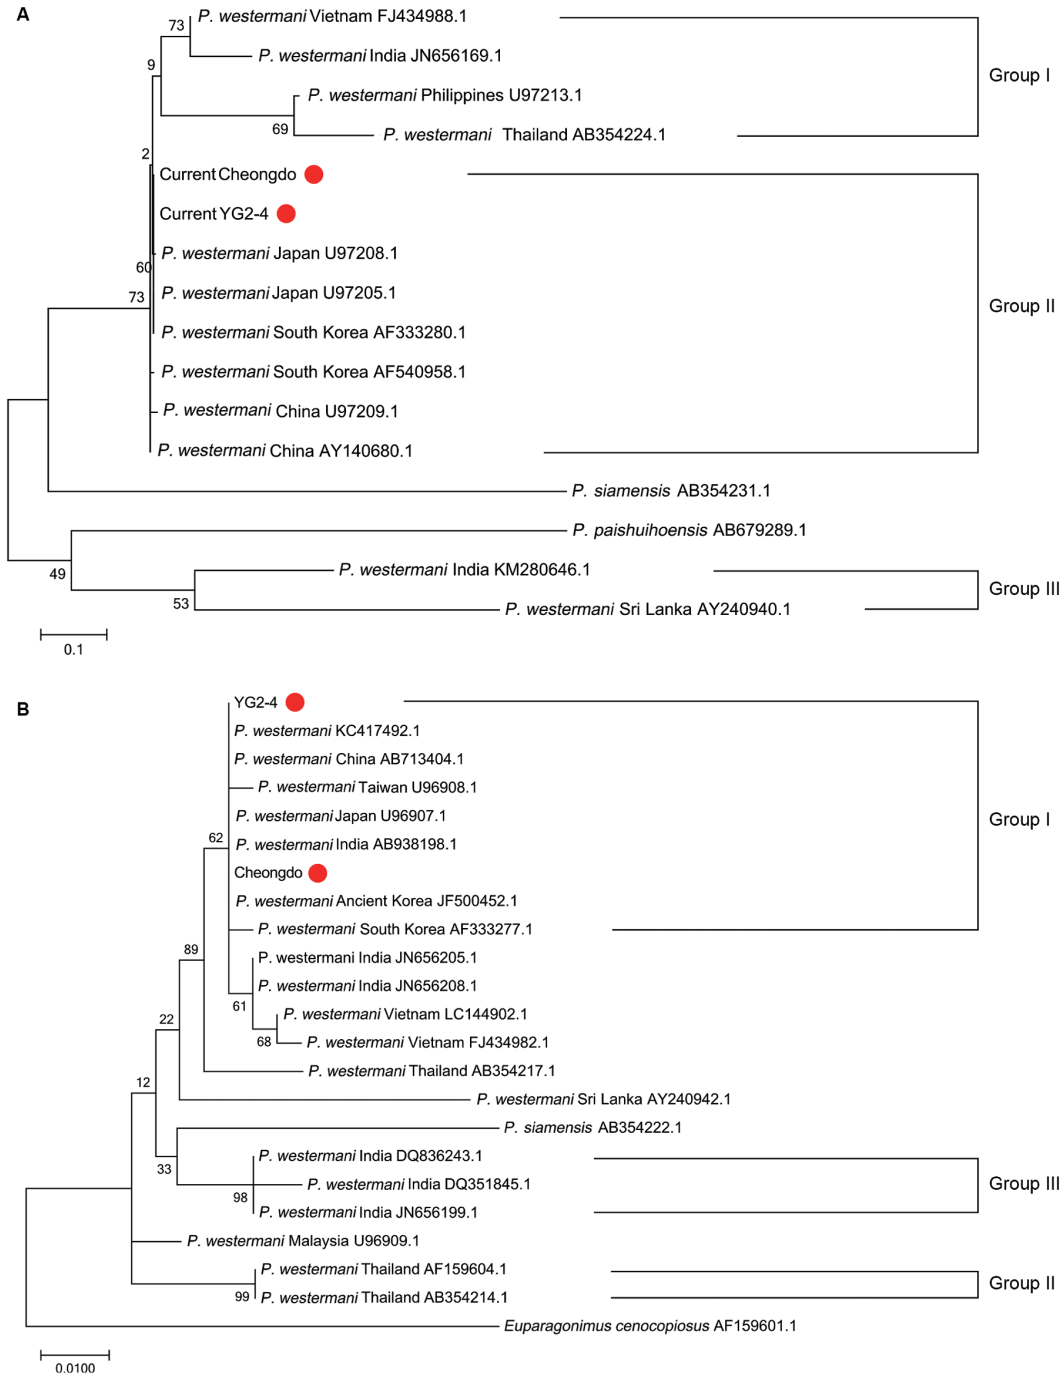 A
P. westermani Vietnam FJ434988.1
73
P. westermani India JN656169.1
9
Group I
P. westermani Philippines U97213.1
69
P. westermani Thailand AB354224.1
2
Current Cheongdo
Current YG2-4
P. westermani Japan U97208.1
60
P. westermani Japan U97205.1
73
Group II
P. westermani South Korea AF333280.1
P. westermani South Korea AF540958.1
P. westermani China U97209.1
P. westermani China AY140680.1
P. siamensis AB354231.1
P. paishuihoensis AB679289.1
49
P. westermani India KM280646.1
Group III
53
P. westermani Sri Lanka AY240940.1
0.1
B
YG2-4
P. westermani KC417492.1
P. westermani China AB713404.1
P. westermani Taiwan U96908.1
P. westermani Japan U96907.1
Group I
62
P. westermani India AB938198.1
Cheongdo
P. westermani Ancient Korea JF500452.1
P. westermani South Korea AF333277.1
89
P. westermani India JN656205.1
P. westermani India JN656208.1
61
P. westermani Vietnam LC144902.1
22
68
P. westermani Vietnam FJ434982.1
P. westermani Thailand AB354217.1
12
P. westermani Sri Lanka AY240942.1
P. siamensis AB354222.1
33
P. westermani India DQ836243.1
P. westermani India DQ351845.1
Group III
98
P. westermani India JN656199.1
P. westermani Malaysia U96909.1
P. westermani Thailand AF159604.1
Group II
99
P. westermani Thailand AB354214.1
Euparagonimus cenocopiosus AF159601.1
0.0100